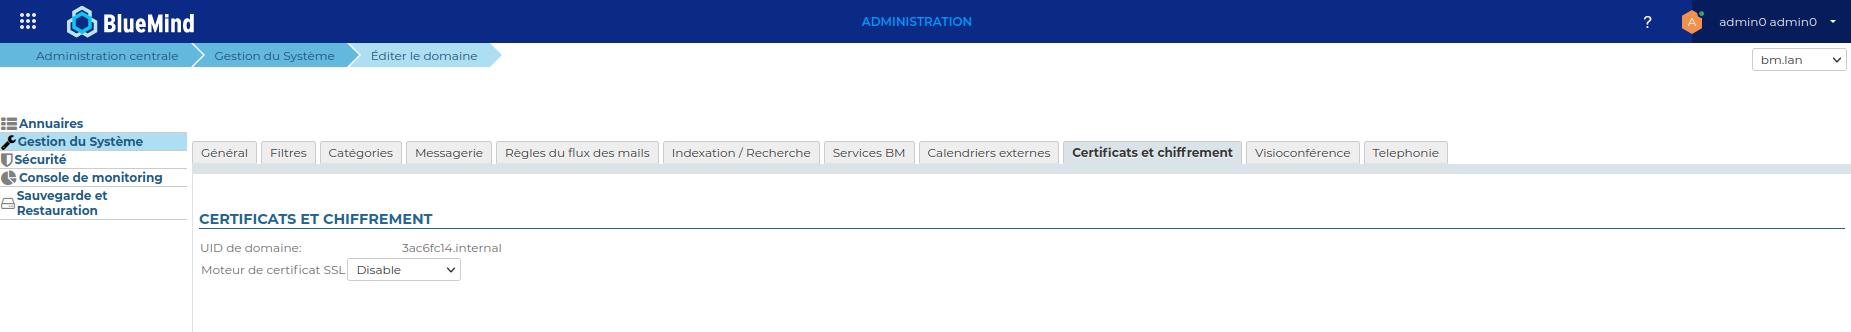 BlueMind
ADMINISTRATION
?
A
admin0 admin0
Administration centrale
Gestion du Système
Éditer le domaine
bm.lan
Annuaires
Gestion du Système
Sécurité
Console de monitoring
Sauvegarde et
Restauration
Général
Filtres
Catégories
Messagerie
Règles du flux des mails
Indexation / Recherche
Services BM
Calendriers externes
Certificats et chiffrement
Visioconférence
Telephonie
CERTIFICATS ET CHIFFREMENT
UID de domaine: 3ac6fc14.internal
Moteur de certificat SSL Disable